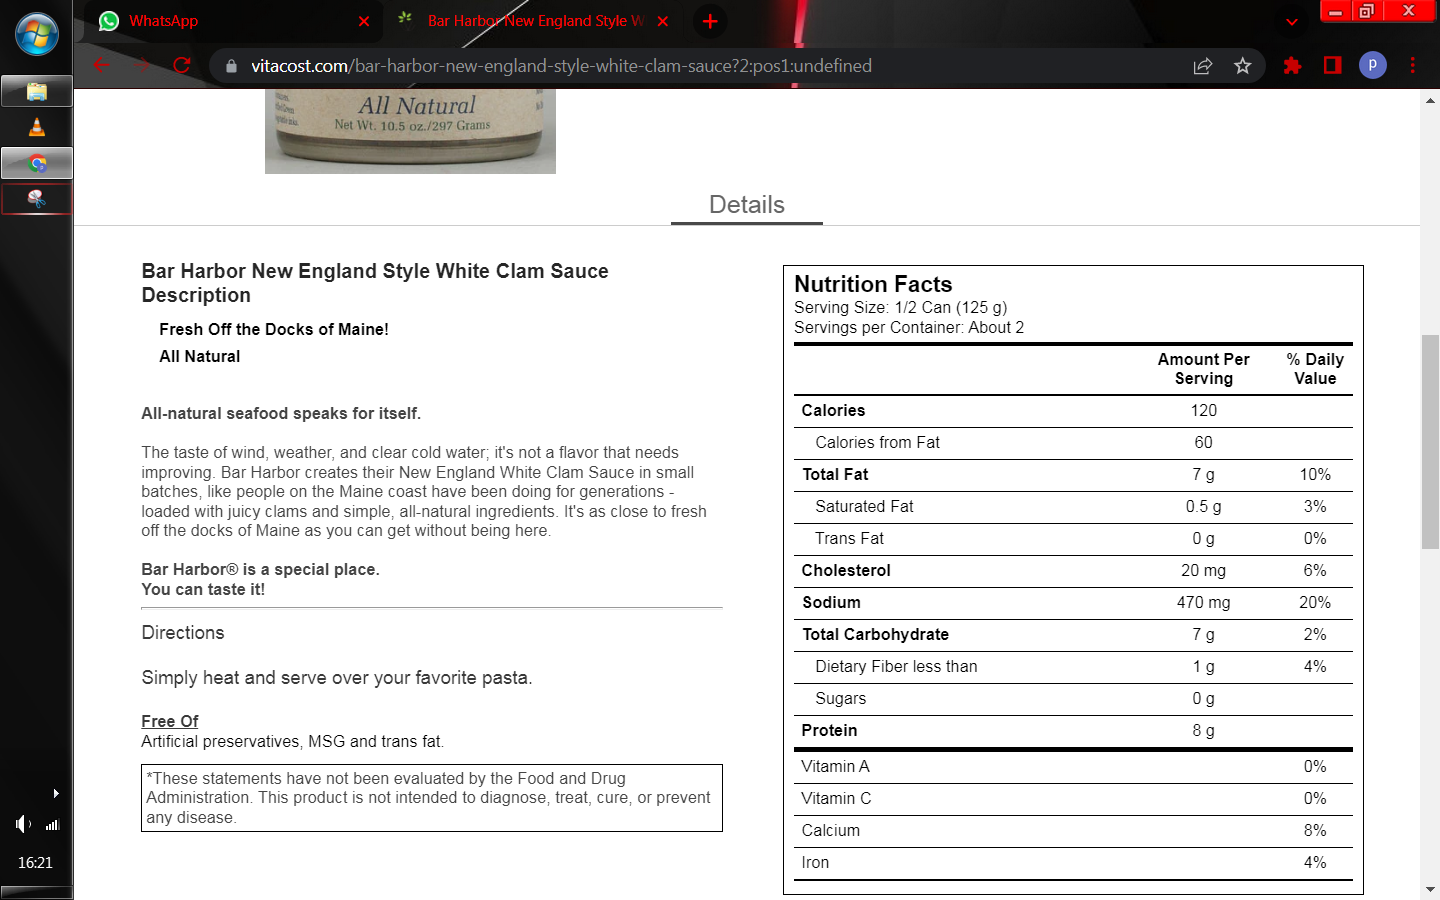 WhatsApp
Bar Harbor New England Style W
vitacost.com/bar-harbor-new-england-style-white-clam-sauce?2:pos1:undefined
p
All Natural
Net Wt. 10.5 oz./297 Grams
Details
Bar Harbor New England Style White Clam Sauce
Description
Fresh Off the Docks of Maine!
All Natural
All-natural seafood speaks for itself.
The taste of wind, weather, and clear cold water; it's not a flavor that needs
improving. Bar Harbor creates their New England White Clam Sauce in small
batches, like people on the Maine coast have been doing for generations -
loaded with juicy clams and simple, all-natural ingredients. It's as close to fresh
off the docks of Maine as you can get without being here.
Bar Harbor® is a special place.
You can taste it!
Directions
Simply heat and serve over your favorite pasta.
Free Of
Artificial preservatives, MSG and trans fat.
*These statements have not been evaluated by the Food and Drug
Administration. This product is not intended to diagnose, treat, cure, or prevent
any disease.
Nutrition Facts
Serving Size: 1/2 Can (125 g)
Servings per Container: About 2
Amount Per Serving % Daily Value
Calories 120
Calories from Fat 60
Total Fat 7 g 10%
Saturated Fat 0.5 g 3%
Trans Fat 0 g 0%
Cholesterol 20 mg 6%
Sodium 470 mg 20%
Total Carbohydrate 7 g 2%
Dietary Fiber less than 1 g 4%
Sugars 0 g
Protein 8 g
Vitamin A 0%
Vitamin C 0%
Calcium 8%
Iron 4%
16:21